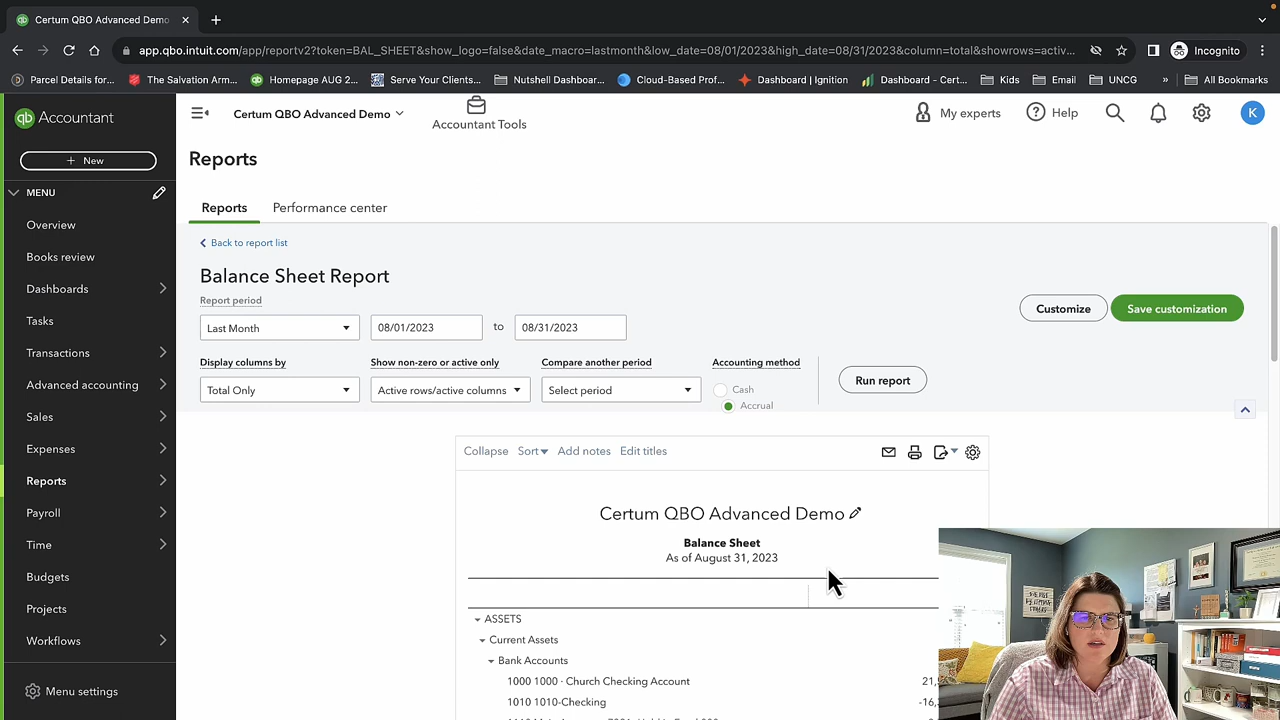 Certum QBO Advanced Demo
app.qbo.intuit.com/app/reportv2?token=BAL_SHEET&show_logo=false&date_macro=lastmonth&low_date=08/01/2023&high_date=08/31/2023&column=total&showrows=activ...
Incognito
Parcel Details for...
The Salvation Arm...
Homepage AUG 2...
Serve Your Clients...
Nutshell Dashboar...
Cloud-Based Prof...
Dashboard | Ignition
Dashboard - Cert...
Kids
Email
UNCG
»
All Bookmarks
qb Accountant
Certum QBO Advanced Demo
Accountant Tools
My experts
Help
K
+ New
MENU
Overview
Books review
Dashboards
Tasks
Transactions
Advanced accounting
Sales
Expenses
Reports
Payroll
Time
Budgets
Projects
Workflows
Menu settings
Reports
Reports
Performance center
Back to report list
Balance Sheet Report
Report period
Last Month
08/01/2023
to
08/31/2023
Customize
Save customization
Display columns by
Show non-zero or active only
Compare another period
Accounting method
Total Only
Active rows/active columns
Select period
Cash
Accrual
Run report
Collapse
Sort
Add notes
Edit titles
Certum QBO Advanced Demo
Balance Sheet
As of August 31, 2023
ASSETS
Current Assets
Bank Accounts
1000 1000 · Church Checking Account
21,
1010 1010-Checking
-16,